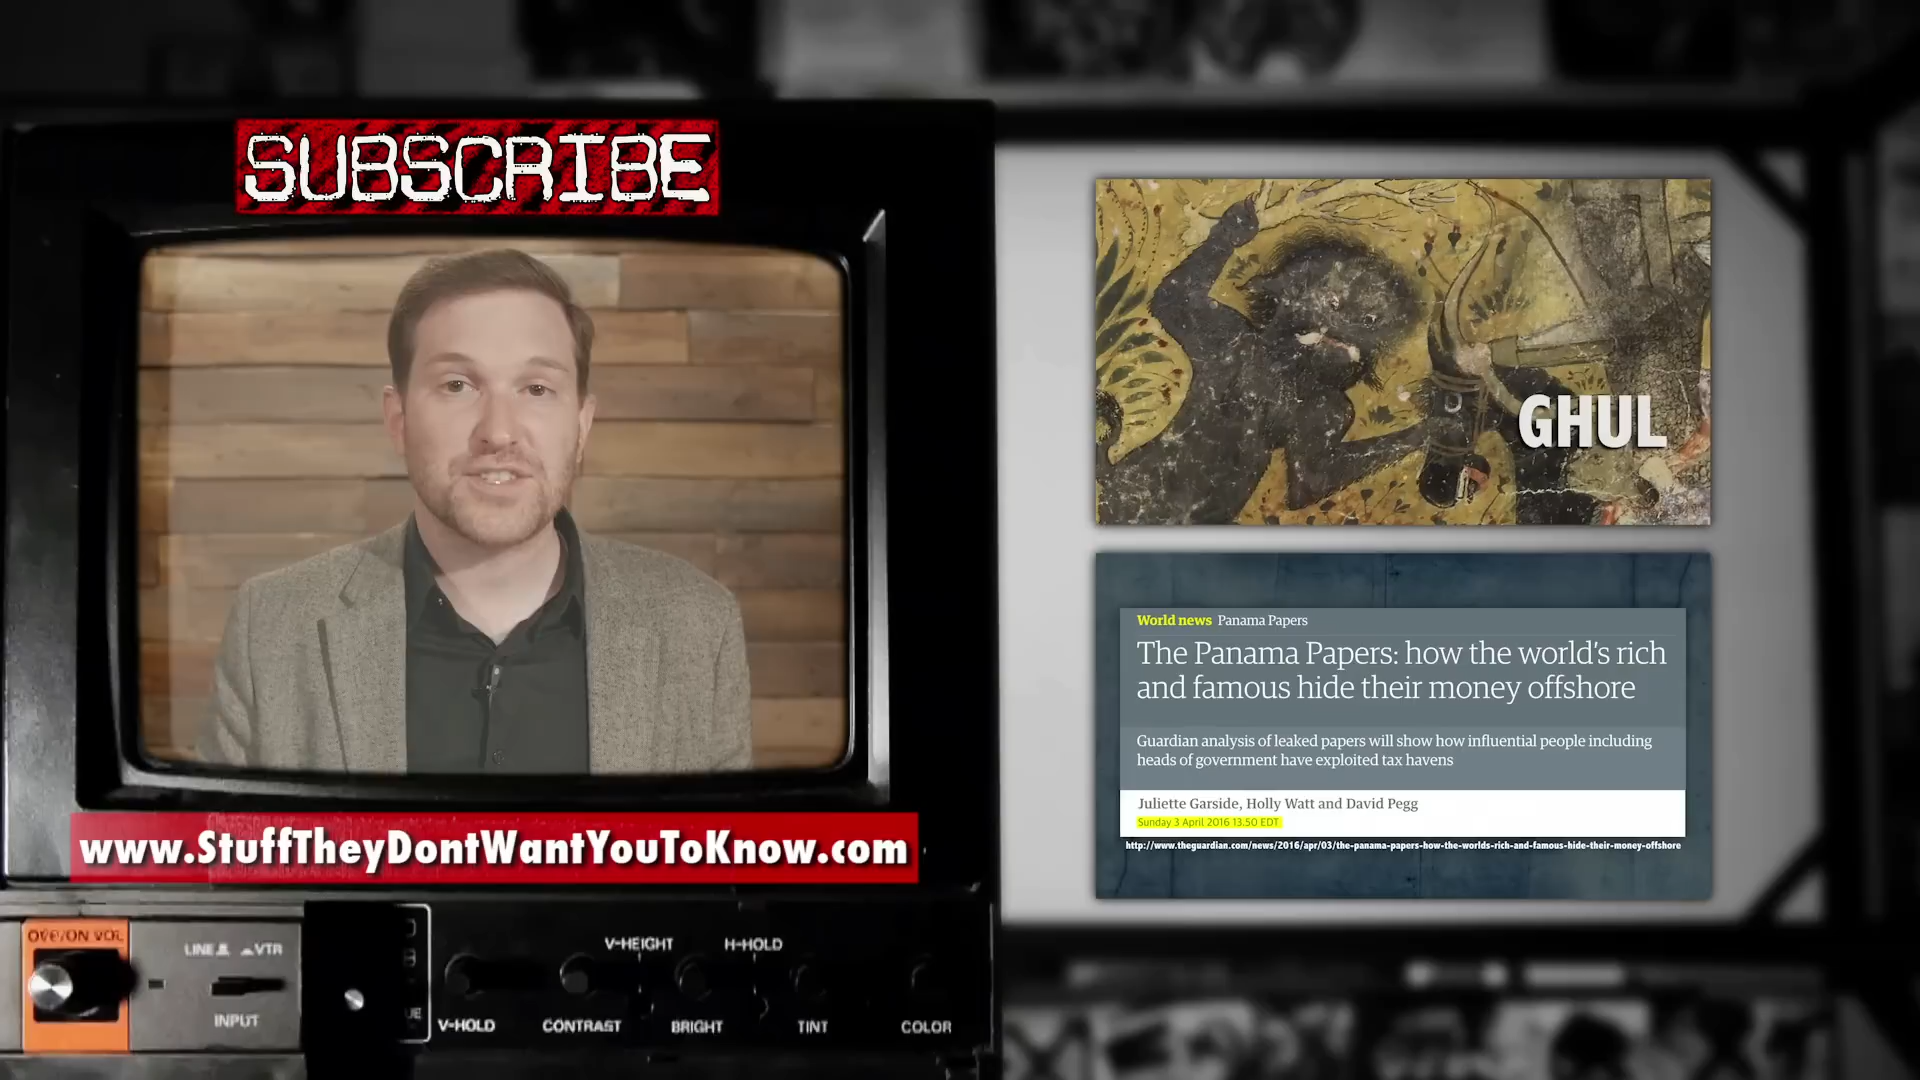 SUBSCRIBE
www.StuffTheyDontWantYouToKnow.com
OFF/ON VOL
LINE VTR
INPUT
V-HEIGHT H-HOLD
V-HOLD CONTRAST BRIGHT TINT COLOR
GHUL
World news Panama Papers
The Panama Papers: how the world's rich
and famous hide their money offshore
Guardian analysis of leaked papers will show how influential people including
heads of government have exploited tax havens
Juliette Garside, Holly Watt and David Pegg
Sunday 3 April 2016 13.50 EDT
http://www.theguardian.com/news/2016/apr/03/the-panama-papers-how-the-worlds-rich-and-famous-hide-their-money-offshore